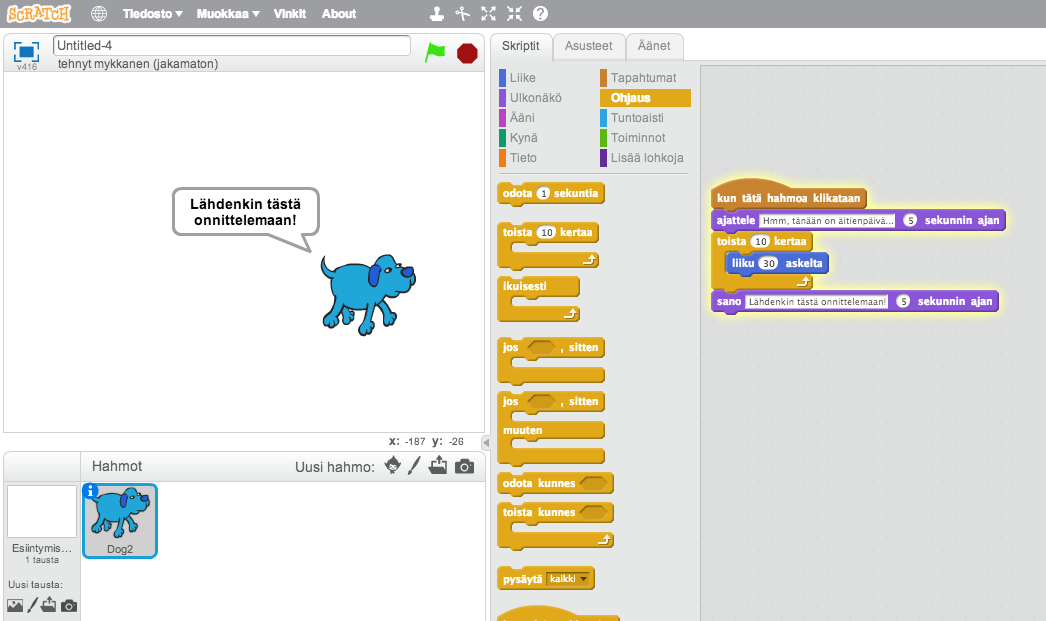 SCRATCH
Tiedosto
Muokkaa
Vinkit
About
v416
Untitled-4
tehnyt mykkanen (jakamaton)
Lähdenkin tästä
onnittelemaan!
x: -187 y: -26
Hahmot
Uusi hahmo:
Esiintymis...
1 tausta
Uusi tausta:
Dog2
Skriptit
Asusteet
Äänet
Liike
Ulkonäkö
Ääni
Kynä
Tieto
Tapahtumat
Ohjaus
Tuntoaisti
Toiminnot
Lisää lohkoja
odota 1 sekuntia
toista 10 kertaa
ikuisesti
jos , sitten
jos , sitten
muuten
odota kunnes
toista kunnes
pysäytä kaikki
kun tätä hahmoa klikataan
ajattele Hmm, tänään on äitienpäivä... 5 sekunnin ajan
toista 10 kertaa
liiku 30 askelta
sano Lähdenkin tästä onnittelemaan! 5 sekunnin ajan